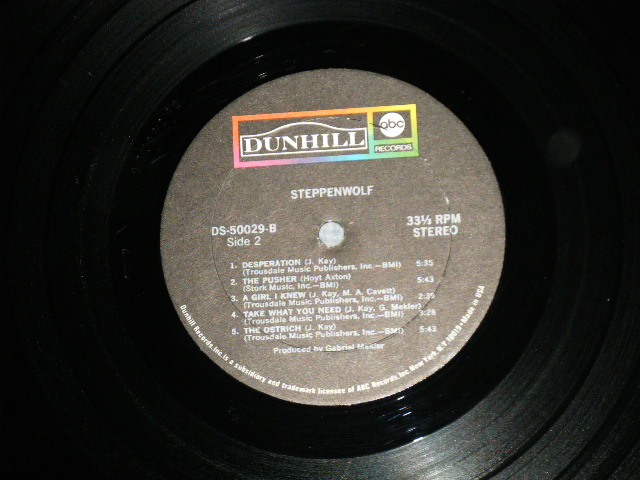 DUNHILL
abc
RECORDS
STEPPENWOLF
DS-50029-B
Side 2
33⅓ RPM
STEREO
1. DESPERATION (J. Kay) 5:35
(Trousdale Music Publishers, Inc.—BMI)
2. THE PUSHER (Hoyt Axton) 5:43
(Stork Music, Inc.—BMI)
3. A GIRL I KNEW (J. Kay, M. A. Cavett) 2:35
(Trousdale Music Publishers, Inc.—BMI)
4. TAKE WHAT YOU NEED (J. Kay, G. Mekler) 3:28
(Trousdale Music Publishers, Inc.—BMI)
5. THE OSTRICH (J. Kay) 5:43
(Trousdale Music Publishers, Inc.—BMI)
Produced by Gabriel Mekler
Dunhill Records, Inc. is a subsidiary and trademark licensee of ABC Records, Inc. New York, N.Y. 10019 • Made in USA